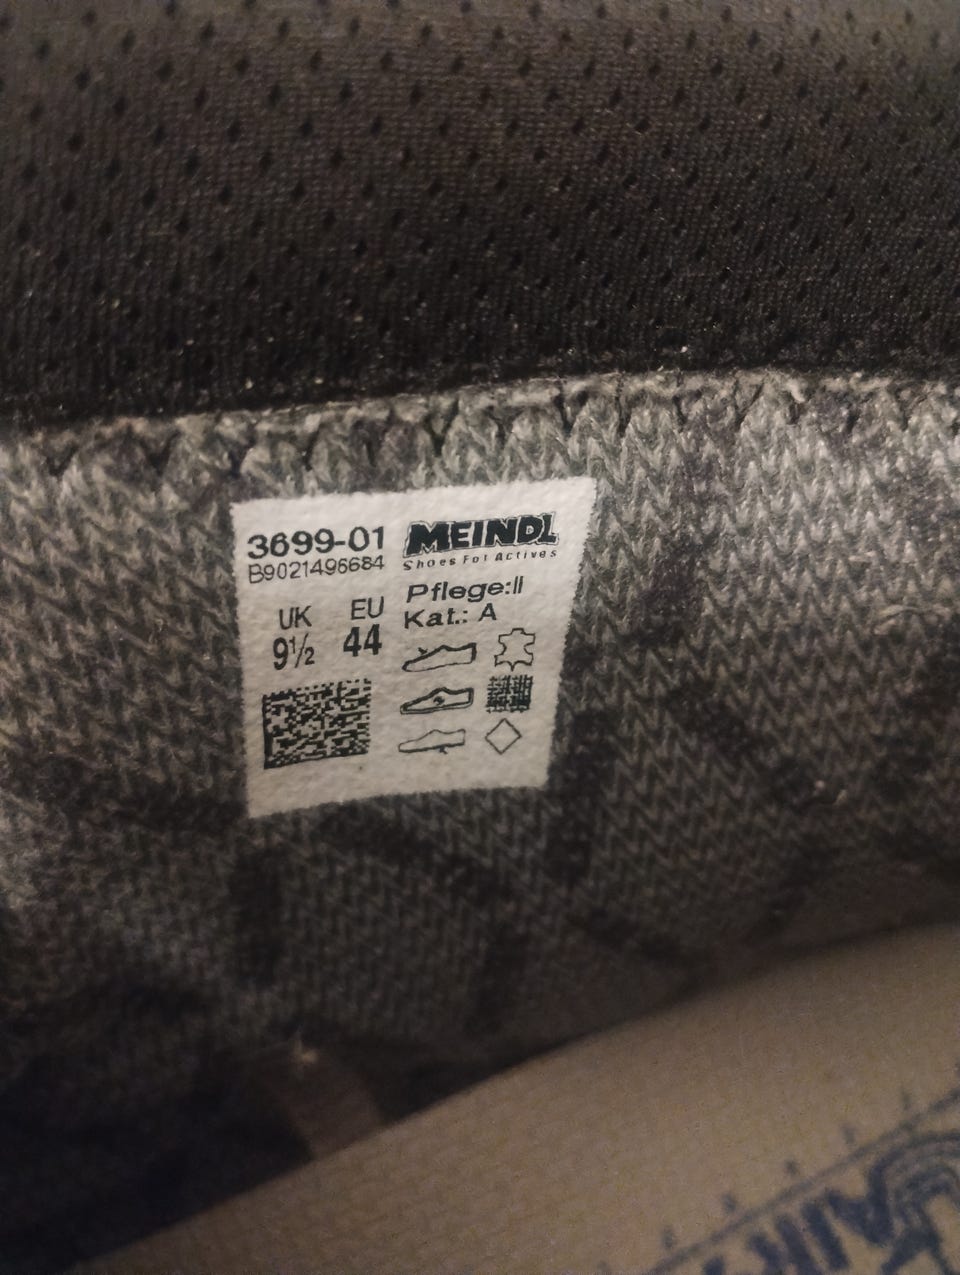 3699-01
B9021496684
UK EU
9½ 44
MEINDL
Shoes For Actives
Pflege:II
Kat.: A